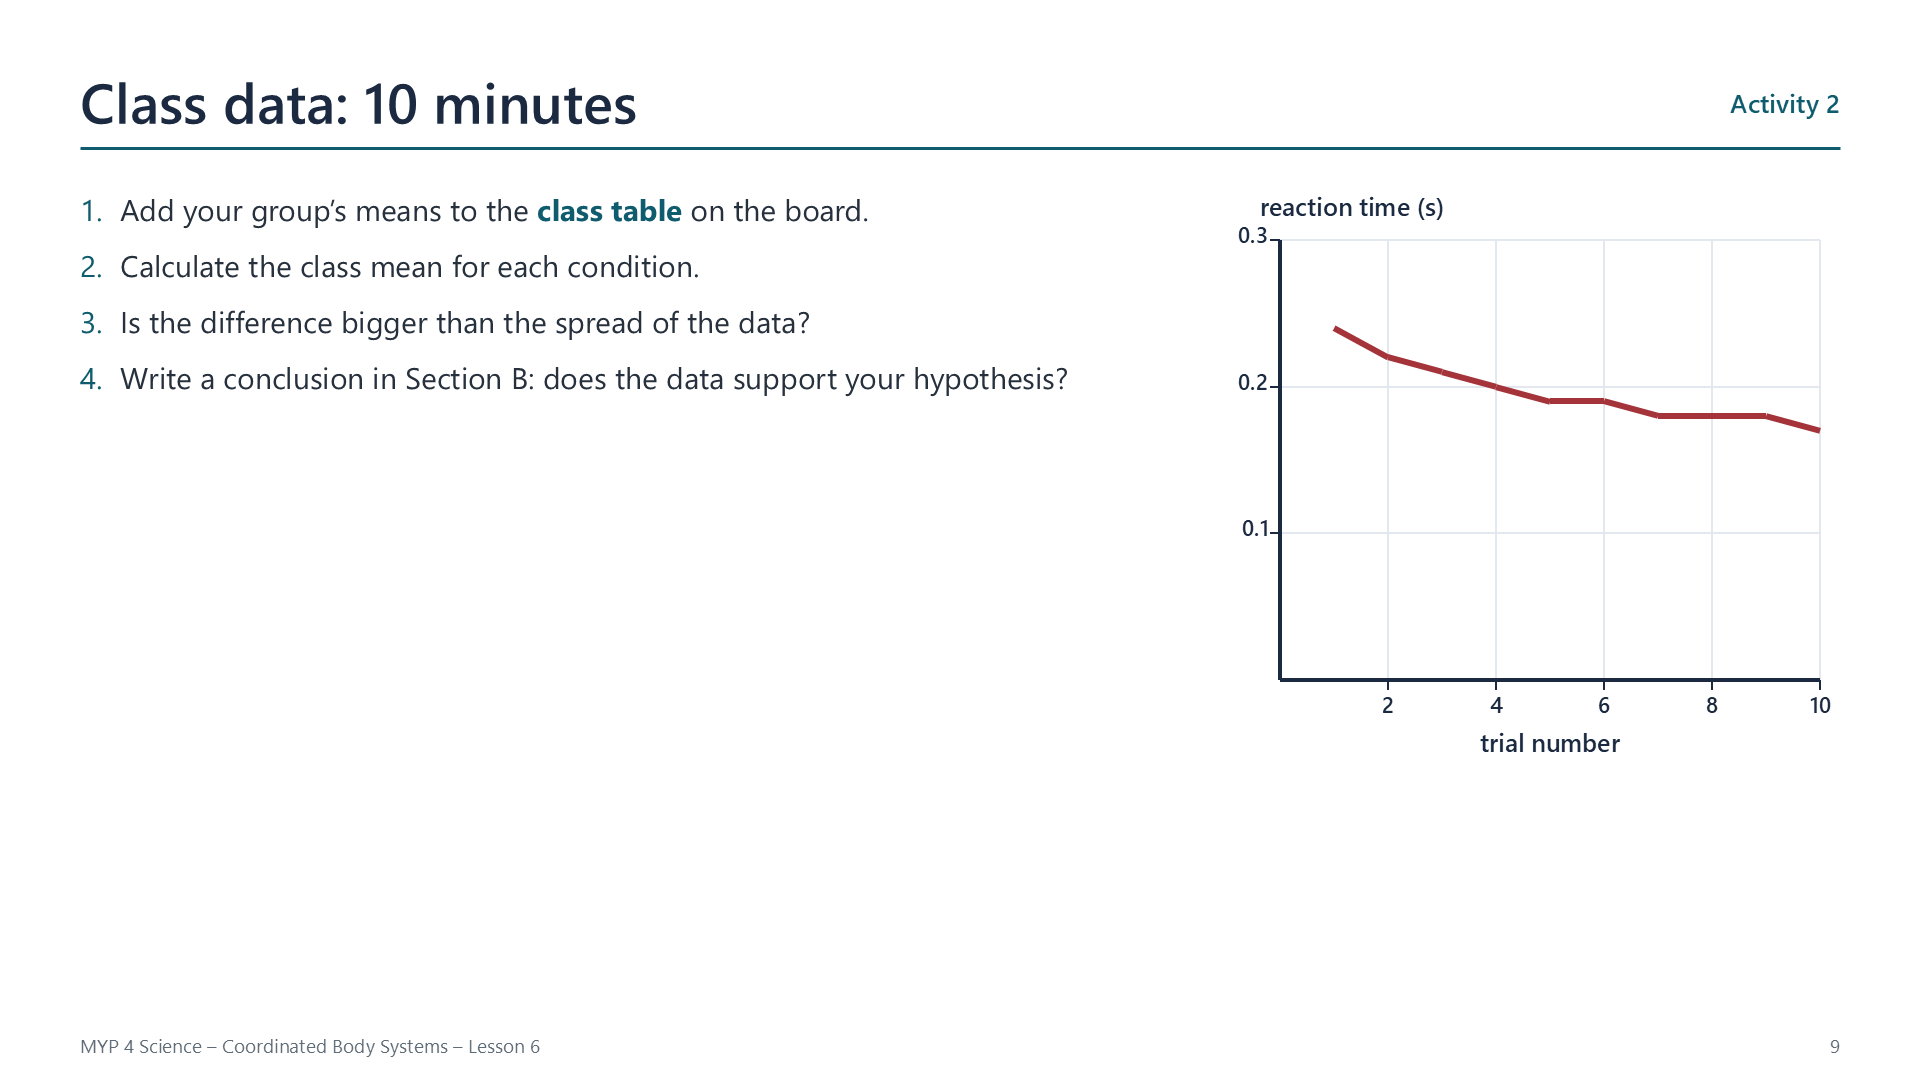 Class data: 10 minutes
Activity 2
1. Add your group’s means to the class table on the board.
2. Calculate the class mean for each condition.
3. Is the difference bigger than the spread of the data?
4. Write a conclusion in Section B: does the data support your hypothesis?
reaction time (s)
0.3
0.2
0.1
2 4 6 8 10
trial number
MYP 4 Science – Coordinated Body Systems – Lesson 6
9